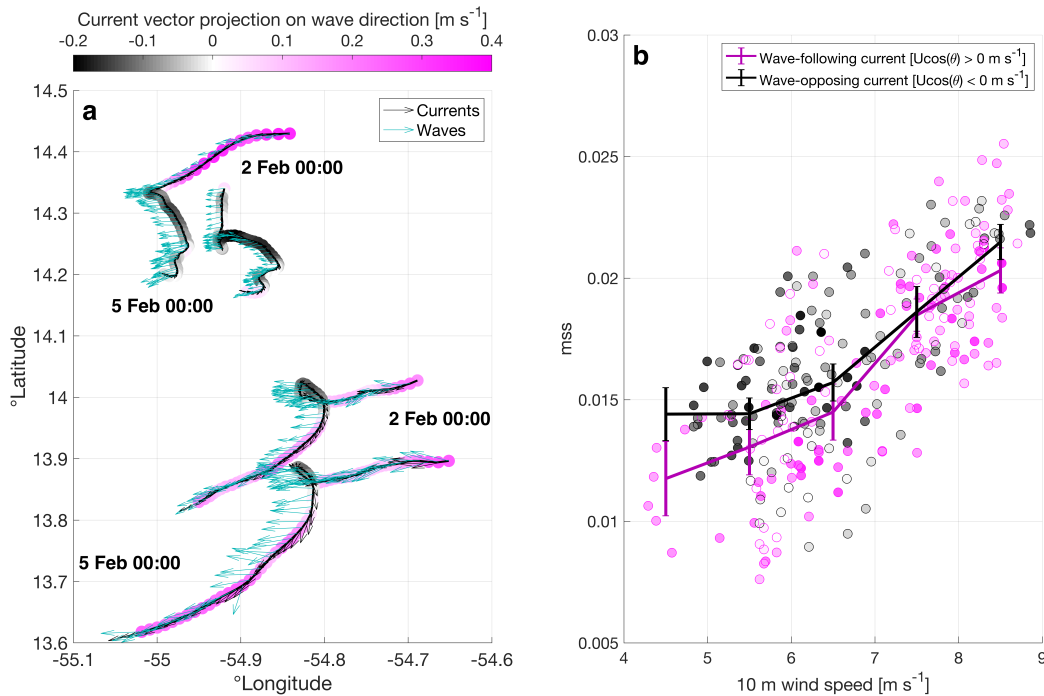 Current vector projection on wave direction [m s⁻¹]
-0.2 -0.1 0 0.1 0.2 0.3 0.4
a
Currents
Waves
14.5
14.4
14.3
14.2
14.1
14
13.9
13.8
13.7
13.6
°Latitude
2 Feb 00:00
5 Feb 00:00
2 Feb 00:00
5 Feb 00:00
-55.1 -55 -54.9 -54.8 -54.7 -54.6
°Longitude
b
Wave-following current [Ucos(θ) > 0 m s⁻¹]
Wave-opposing current [Ucos(θ) < 0 m s⁻¹]
0.03
0.025
0.02
0.015
0.01
0.005
mss
4 5 6 7 8 9
10 m wind speed [m s⁻¹]